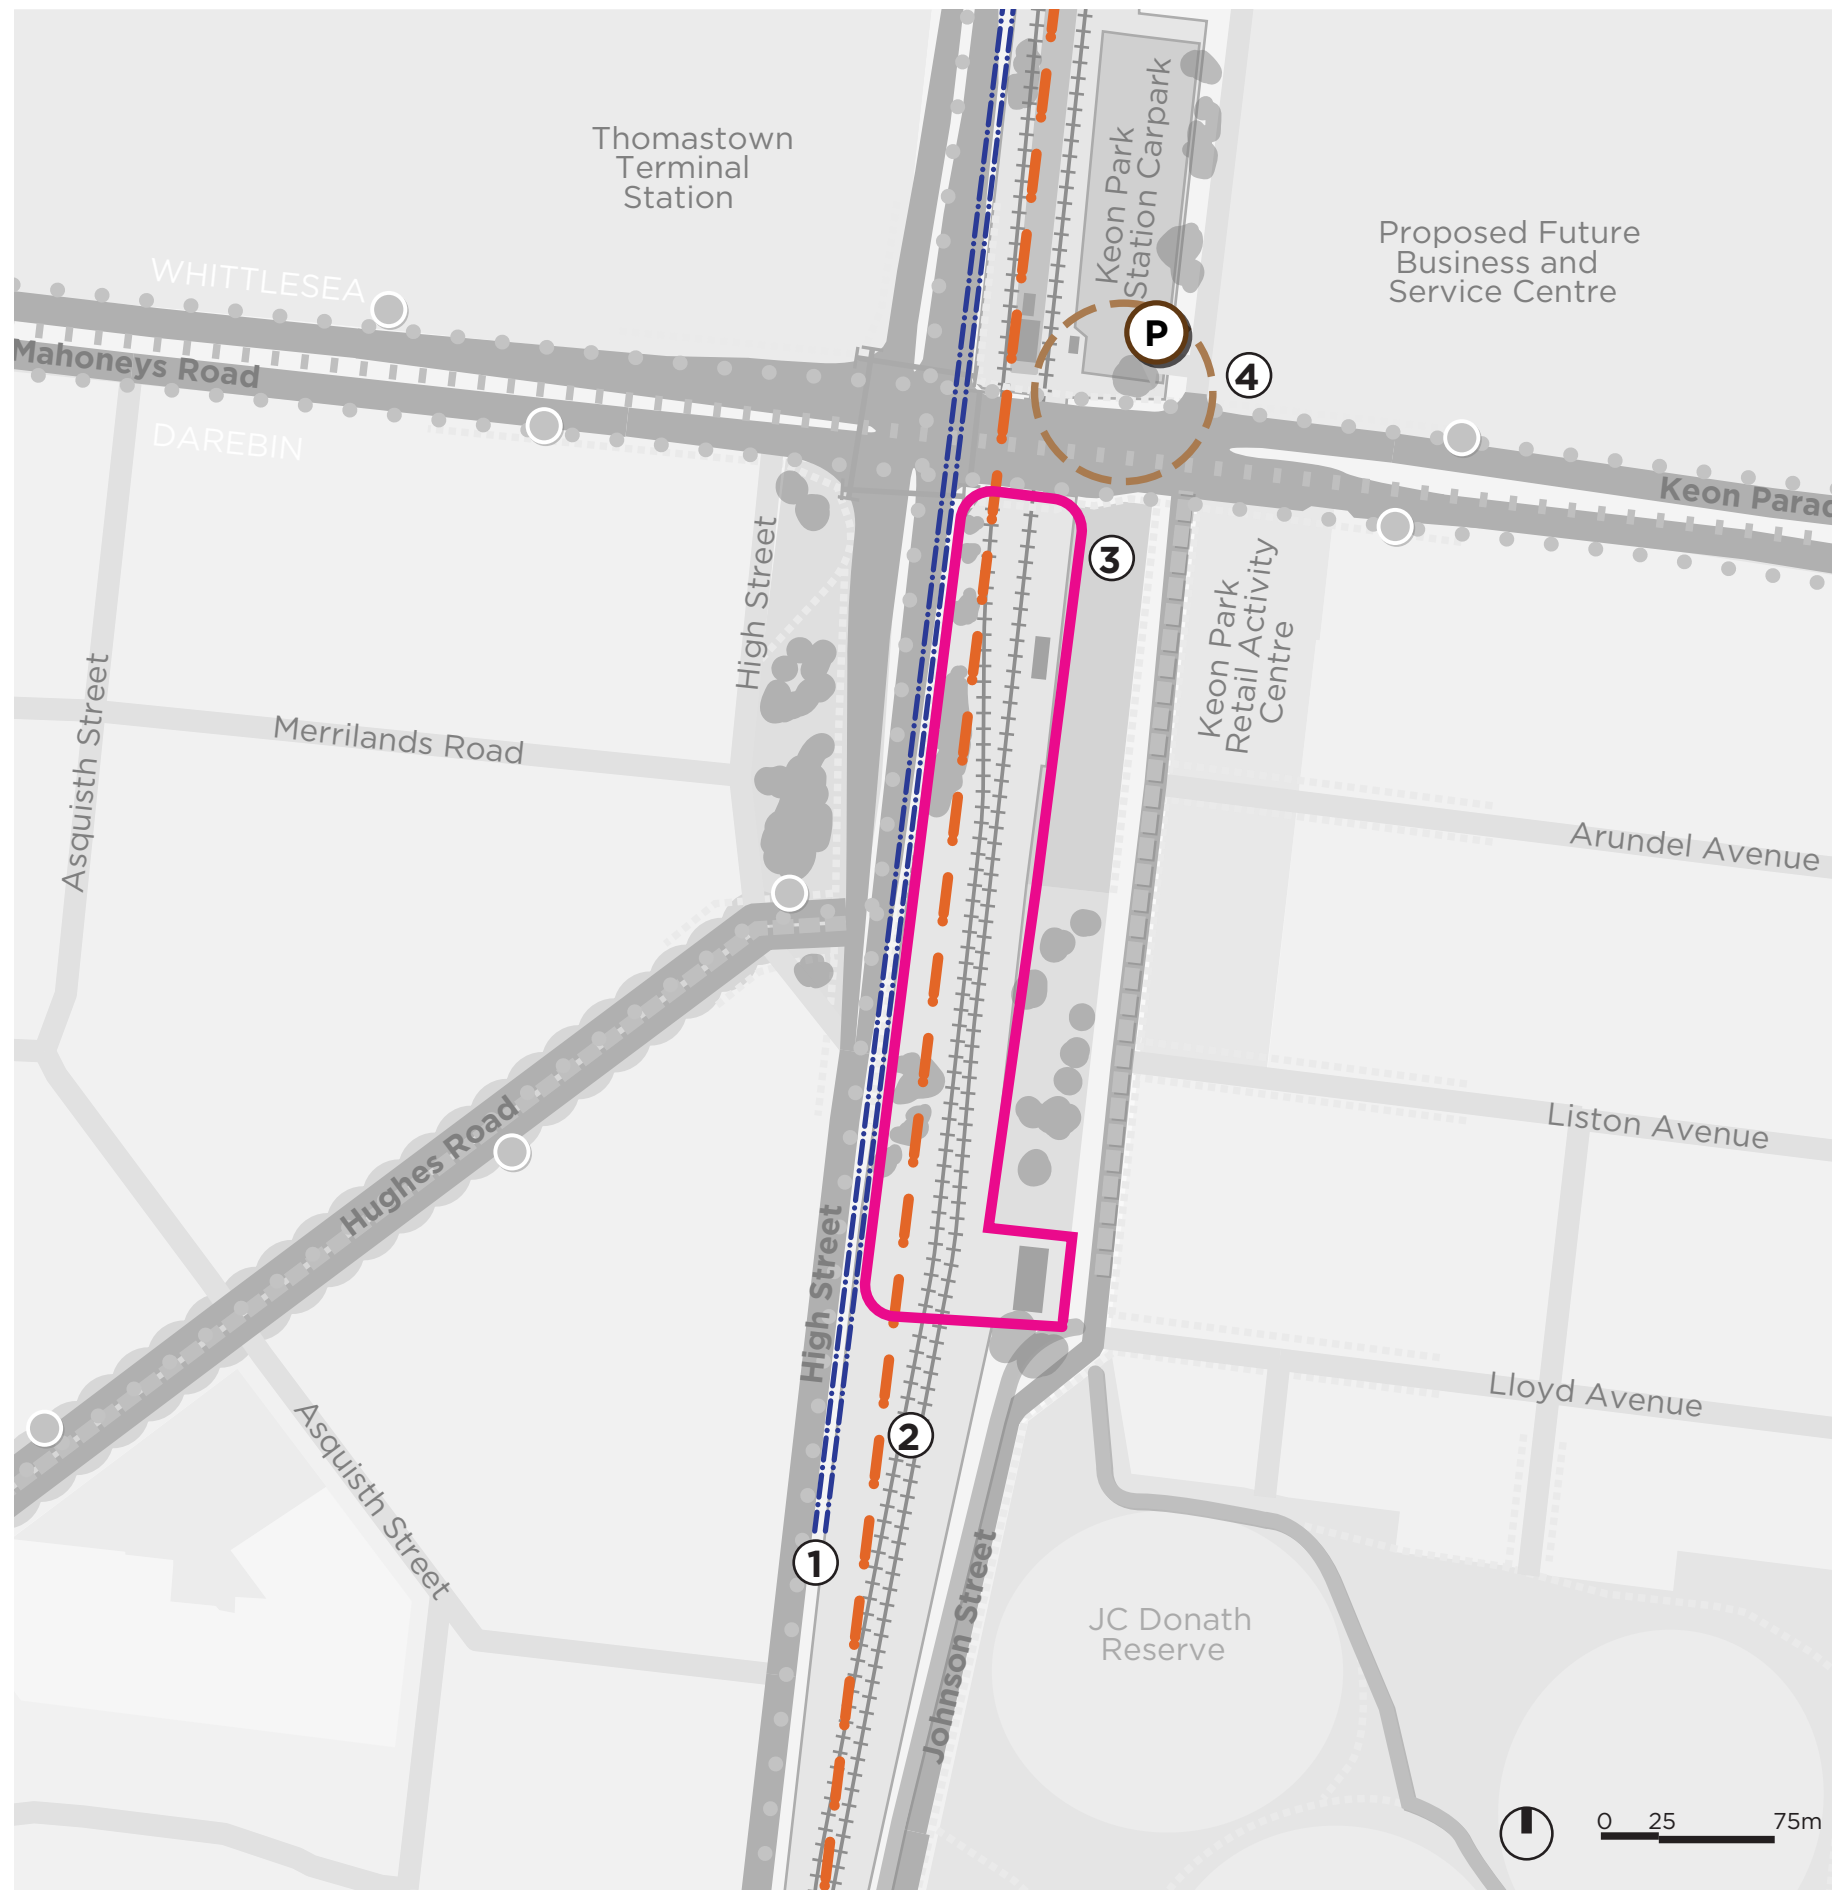 Thomastown
Terminal
Station
Keon Park
Station Carpark
Proposed Future
Business and
Service Centre
WHITTLESEA
P
4
Mahoneys Road
DAREBIN
Keon Parad
3
High Street
Keon Park
Retail Activity
Centre
Asquisth Street
Merrilands Road
Arundel Avenue
Hughes Road
Liston Avenue
High Street
Lloyd Avenue
2
Asquisth Street
1
Johnson Street
JC Donath
Reserve
0 25 75m